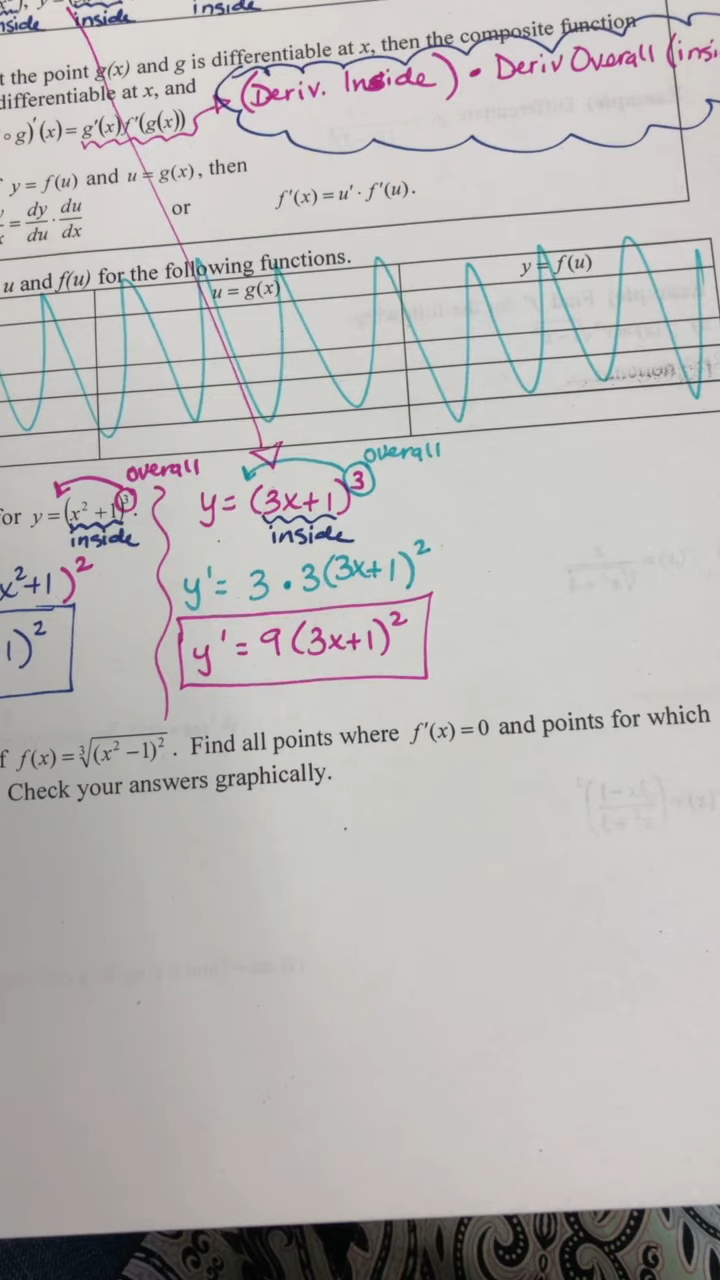 inside inside inside
t the point g(x) and g is differentiable at x, then the composite function
differentiable at x, and
(Deriv. Inside) • Deriv Overall (insi
∘ g)'(x) = g'(x)f'(g(x))
y = f(u) and u = g(x), then
= dy/du · du/dx or f'(x) = u' · f'(u).
u and f(u) for the following functions.
u = g(x) y = f(u)
overall overall
for y = (x² + 1)³. y = (3x+1)³
inside inside
x²+1)² y' = 3 • 3(3x+1)²
1)² y' = 9(3x+1)²
f f(x) = ∛(x² − 1)². Find all points where f'(x) = 0 and points for which
Check your answers graphically.